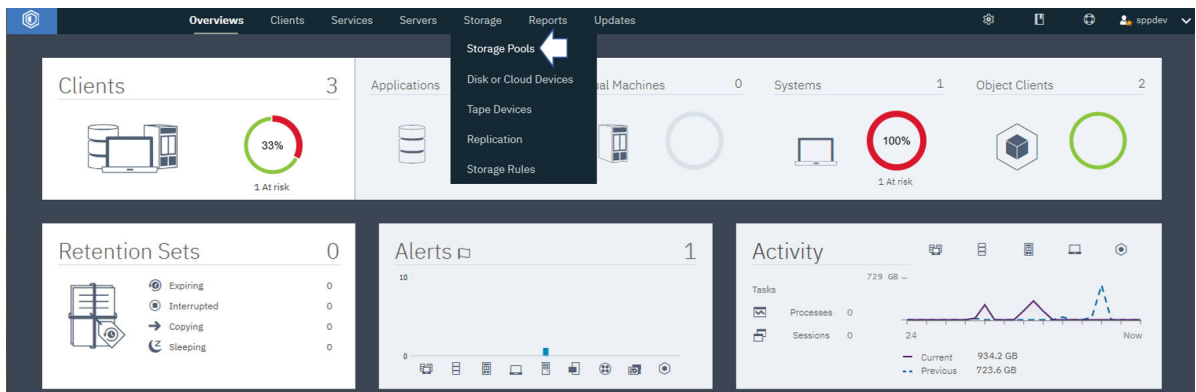 Overviews Clients Services Servers Storage Reports Updates sppdev
Storage Pools
Disk or Cloud Devices
Tape Devices
Replication
Storage Rules
Clients 3
33%
1 At risk
Applications
Machines 0
Systems 1
100%
1 At risk
Object Clients 2
Retention Sets 0
Expiring 0
Interrupted 0
Copying 0
Sleeping 0
Alerts 1
10
0
Activity
729 GB
Tasks
Processes 0
Sessions 0
24 Now
Current 934.2 GB
Previous 723.6 GB